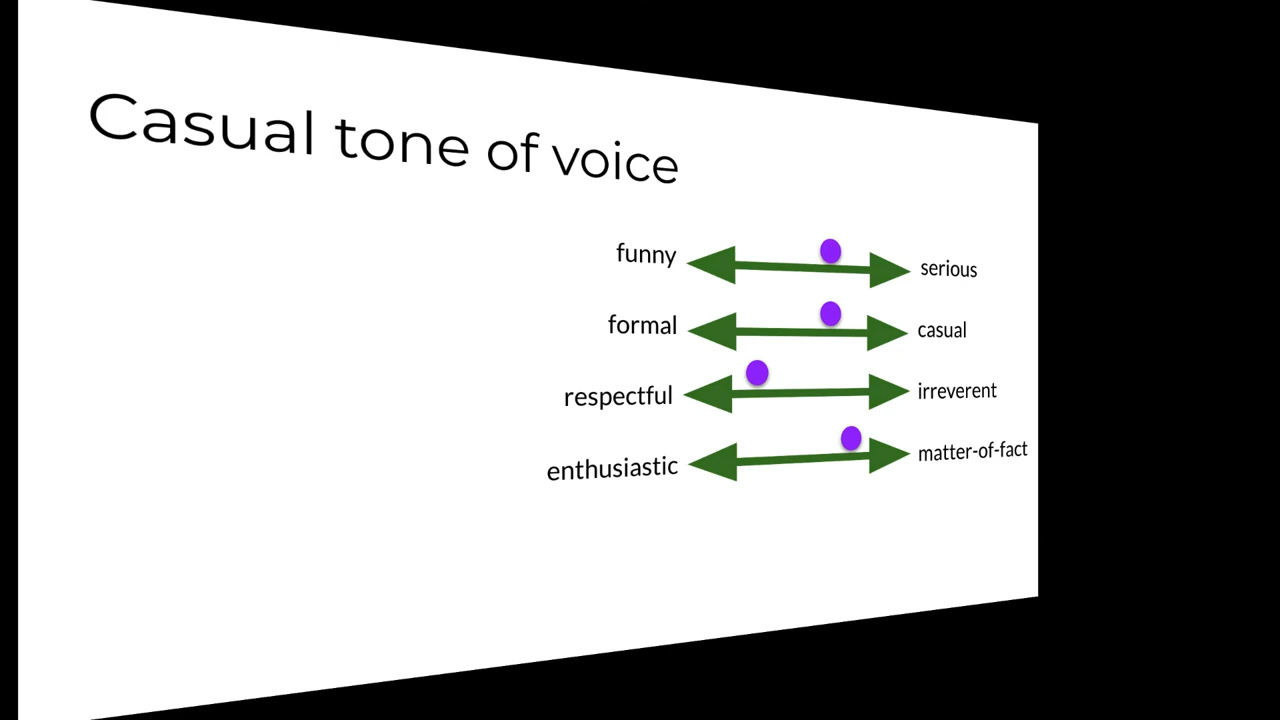 Casual tone of voice
funny serious
formal casual
respectful irreverent
enthusiastic matter-of-fact